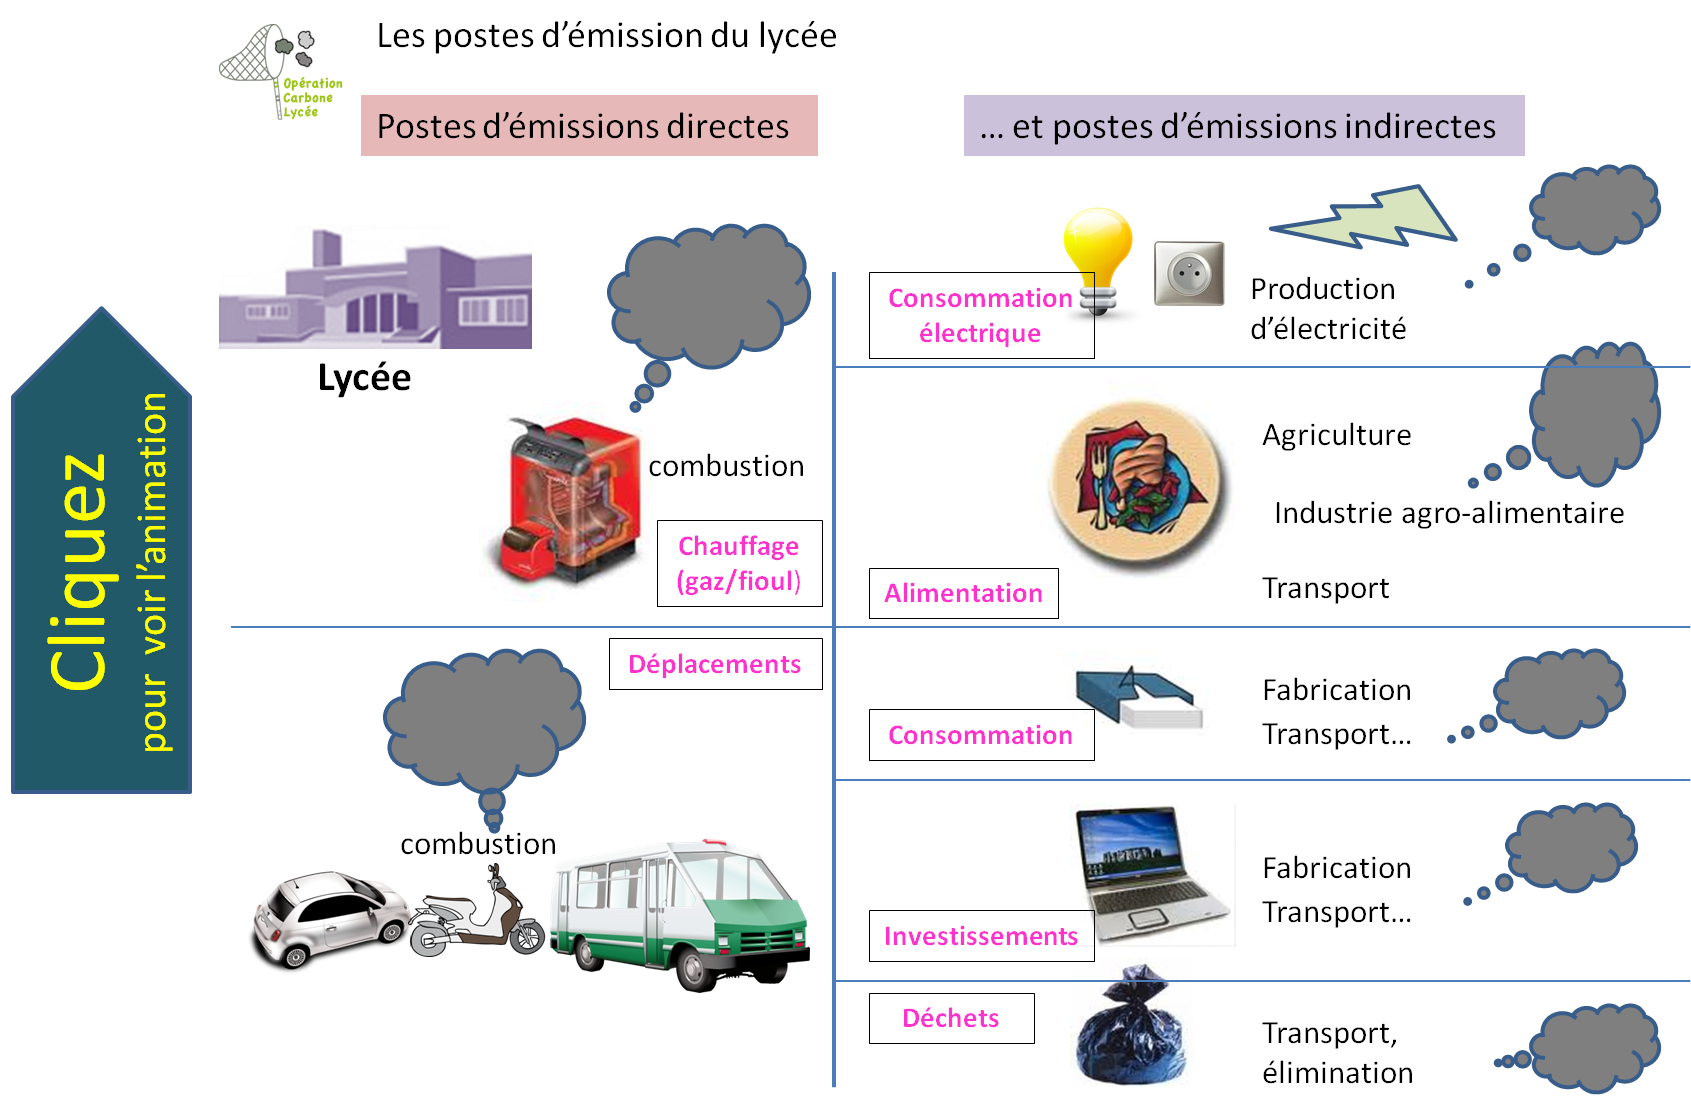 Les postes d'émission du lycée
Opération
Carbone
Lycée
Postes d'émissions directes
... et postes d'émissions indirectes
Cliquez
pour voir l'animation
Lycée
combustion
Chauffage
(gaz/fioul)
Déplacements
combustion
Consommation
électrique
Production
d'électricité
Agriculture
Industrie agro-alimentaire
Alimentation
Transport
Consommation
Fabrication
Transport...
Investissements
Fabrication
Transport...
Déchets
Transport,
élimination